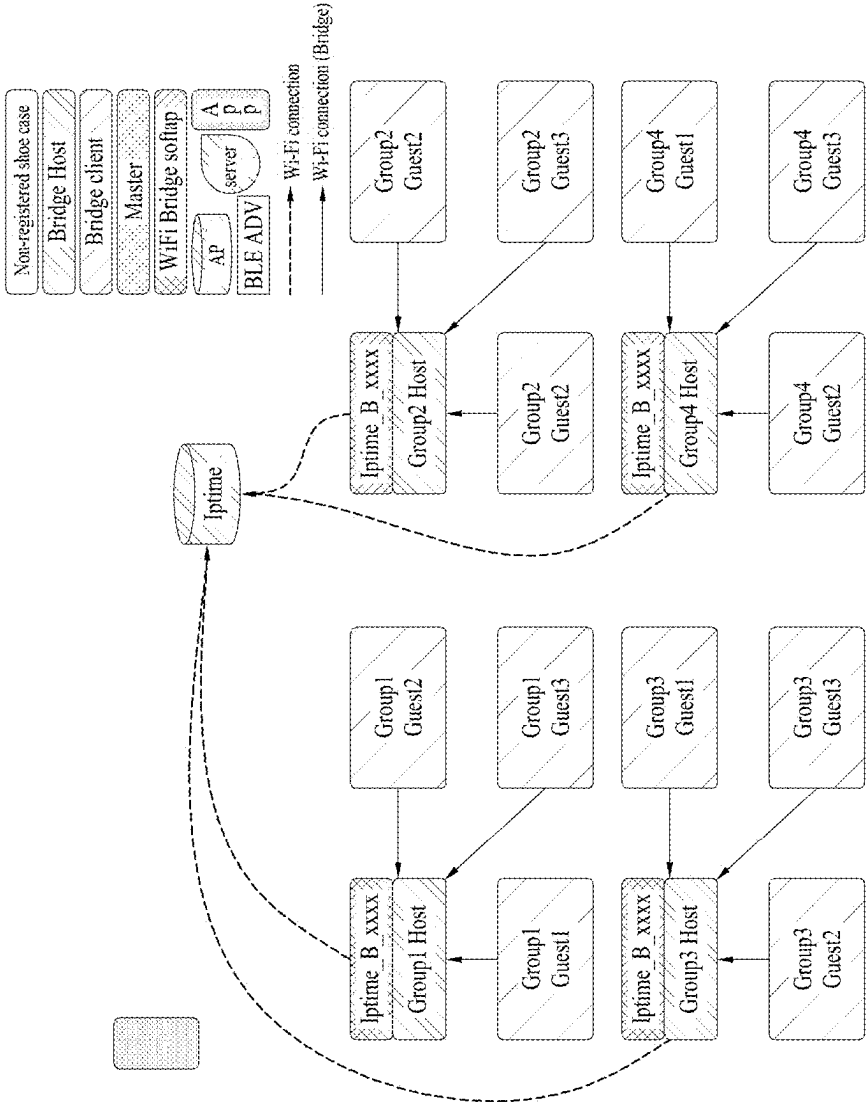 Non-registered shoe case
Bridge Host
Bridge client
Master
WiFi Bridge softap
AP
server
A
p
p
BLE ADV
Wi-Fi connection
Wi-Fi connection (Bridge)
Iptime
Iptime_B_xxxx
Group1 Host
Group1
Guest2
Group1
Guest1
Group1
Guest3
Iptime_B_xxxx
Group2 Host
Group2
Guest2
Group2
Guest2
Group2
Guest3
Iptime_B_xxxx
Group3 Host
Group3
Guest1
Group3
Guest2
Group3
Guest3
Iptime_B_xxxx
Group4 Host
Group4
Guest1
Group4
Guest2
Group4
Guest3